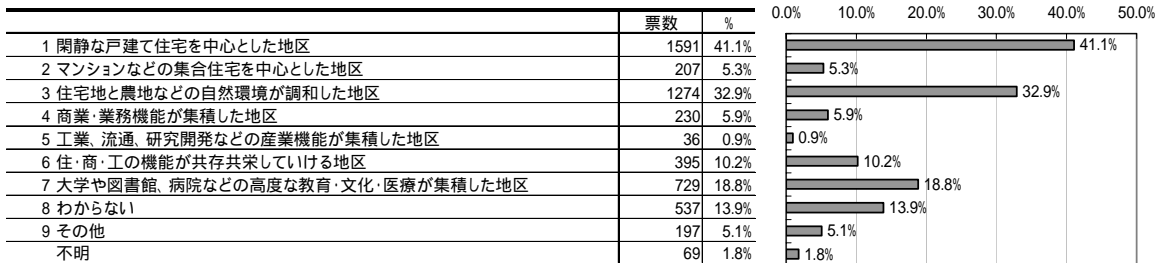 票数 %
1 閑静な戸建て住宅を中心とした地区 1591 41.1%
2 マンションなどの集合住宅を中心とした地区 207 5.3%
3 住宅地と農地などの自然環境が調和した地区 1274 32.9%
4 商業・業務機能が集積した地区 230 5.9%
5 工業、流通、研究開発などの産業機能が集積した地区 36 0.9%
6 住・商・工の機能が共存共栄していける地区 395 10.2%
7 大学や図書館、病院などの高度な教育・文化・医療が集積した地区 729 18.8%
8 わからない 537 13.9%
9 その他 197 5.1%
不明 69 1.8%
0.0% 10.0% 20.0% 30.0% 40.0% 50.0%
41.1%
5.3%
32.9%
5.9%
0.9%
10.2%
18.8%
13.9%
5.1%
1.8%